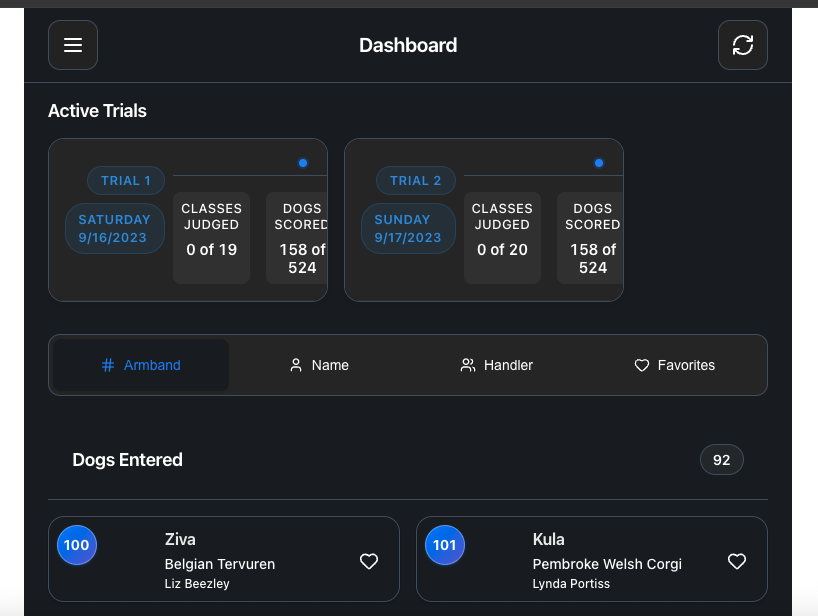 Dashboard
Active Trials
TRIAL 1
SATURDAY
9/16/2023
CLASSES
JUDGED
0 of 19
DOGS
SCORED
158 of
524
TRIAL 2
SUNDAY
9/17/2023
CLASSES
JUDGED
0 of 20
DOGS
SCORED
158 of
524
# Armband
Name
Handler
Favorites
Dogs Entered
92
100
Ziva
Belgian Tervuren
Liz Beezley
101
Kula
Pembroke Welsh Corgi
Lynda Portiss